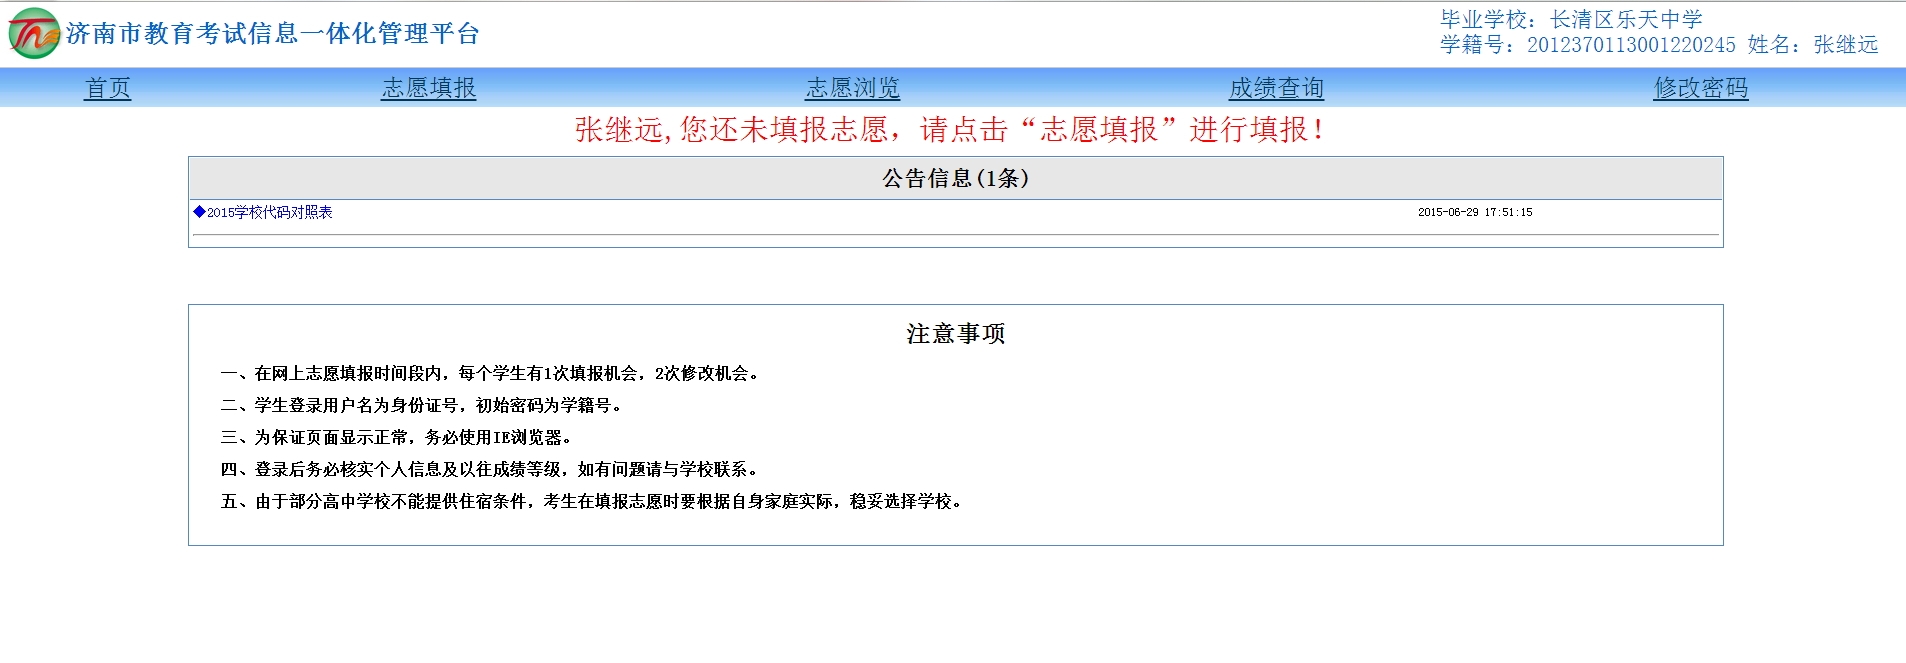 济南市教育考试信息一体化管理平台
毕业学校：长清区乐天中学
学籍号：2012370113001220245 姓名：张继远
首页 志愿填报 志愿浏览 成绩查询 修改密码
张继远,您还未填报志愿，请点击“志愿填报”进行填报！
公告信息(1条)
◆2015学校代码对照表 2015-06-29 17:51:15
注意事项
一、在网上志愿填报时间段内，每个学生有1次填报机会，2次修改机会。
二、学生登录用户名为身份证号，初始密码为学籍号。
三、为保证页面显示正常，务必使用IE浏览器。
四、登录后务必核实个人信息及以往成绩等级，如有问题请与学校联系。
五、由于部分高中学校不能提供住宿条件，考生在填报志愿时要根据自身家庭实际，稳妥选择学校。